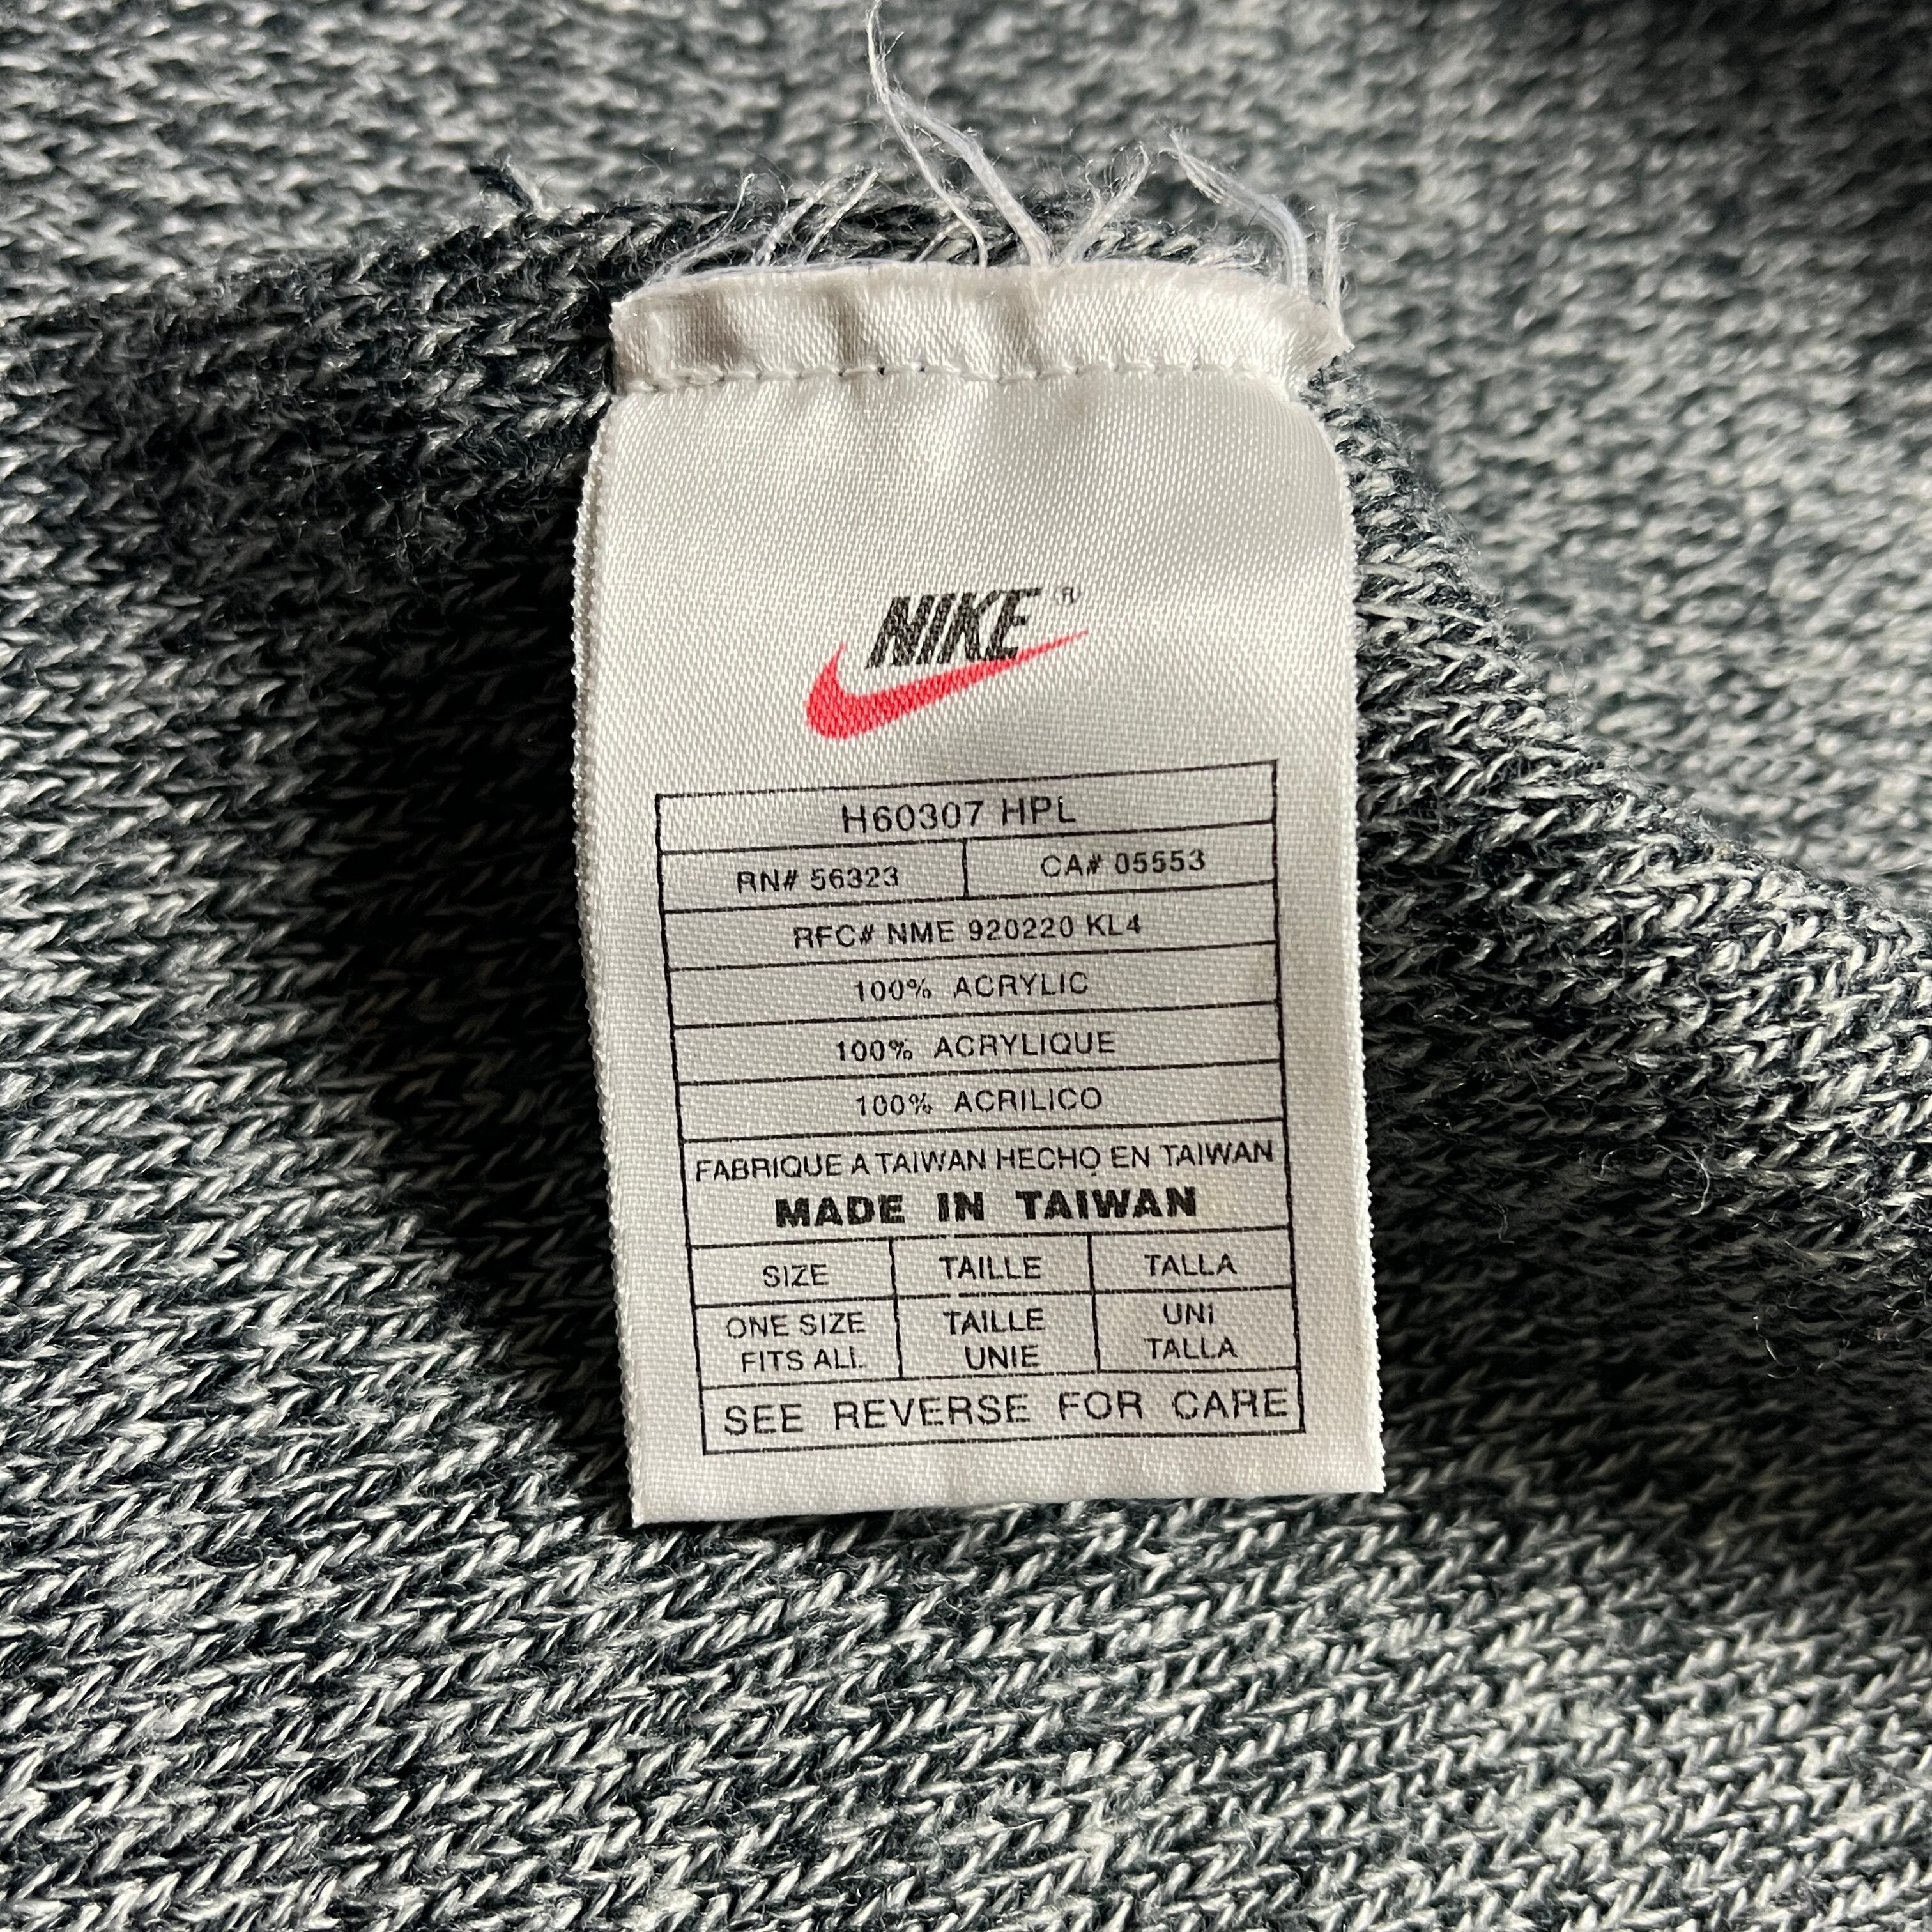 NIKE®
H60307 HPL
RN# 56323 CA# 05553
RFC# NME 920220 KL4
100% ACRYLIC
100% ACRYLIQUE
100% ACRILICO
FABRIQUE A TAIWAN HECHO EN TAIWAN
MADE IN TAIWAN
SIZE TAILLE TALLA
ONE SIZE FITS ALL
TAILLE UNIE
UNI TALLA
SEE REVERSE FOR CARE